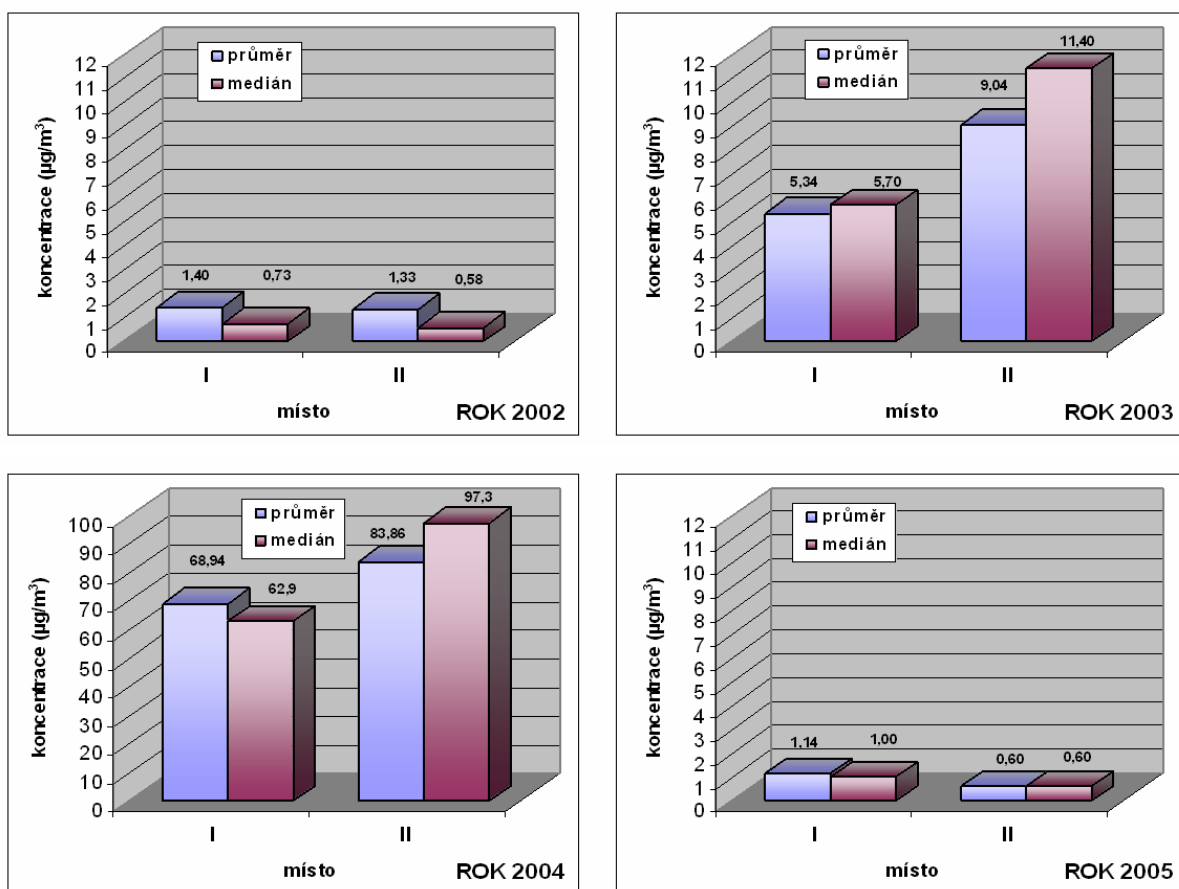 průměr
medián
koncentrace (µg/m³)
12
11
10
9
8
7
6
5
4
3
2
1
0
1,40
0,73
1,33
0,58
I
II
místo
ROK 2002
průměr
medián
koncentrace (µg/m³)
12
11
10
9
8
7
6
5
4
3
2
1
0
5,34
5,70
9,04
11,40
I
II
místo
ROK 2003
průměr
medián
koncentrace (µg/m³)
100
90
80
70
60
50
40
30
20
10
0
68,94
62,9
83,86
97,3
I
II
místo
ROK 2004
průměr
medián
koncentrace (µg/m³)
12
11
10
9
8
7
6
5
4
3
2
1
0
1,14
1,00
0,60
0,60
I
II
místo
ROK 2005